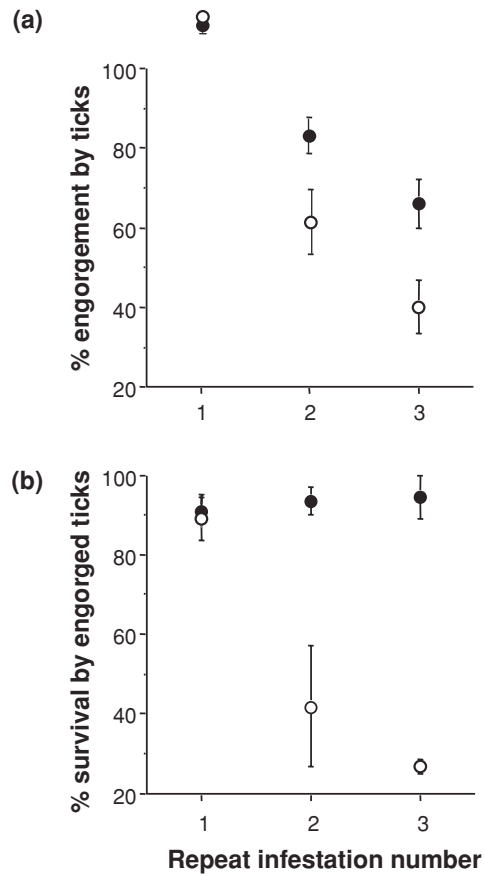 (a)
% engorgement by ticks
100
80
60
40
20
1 2 3
(b)
% survival by engorged ticks
100
80
60
40
20
1 2 3
Repeat infestation number